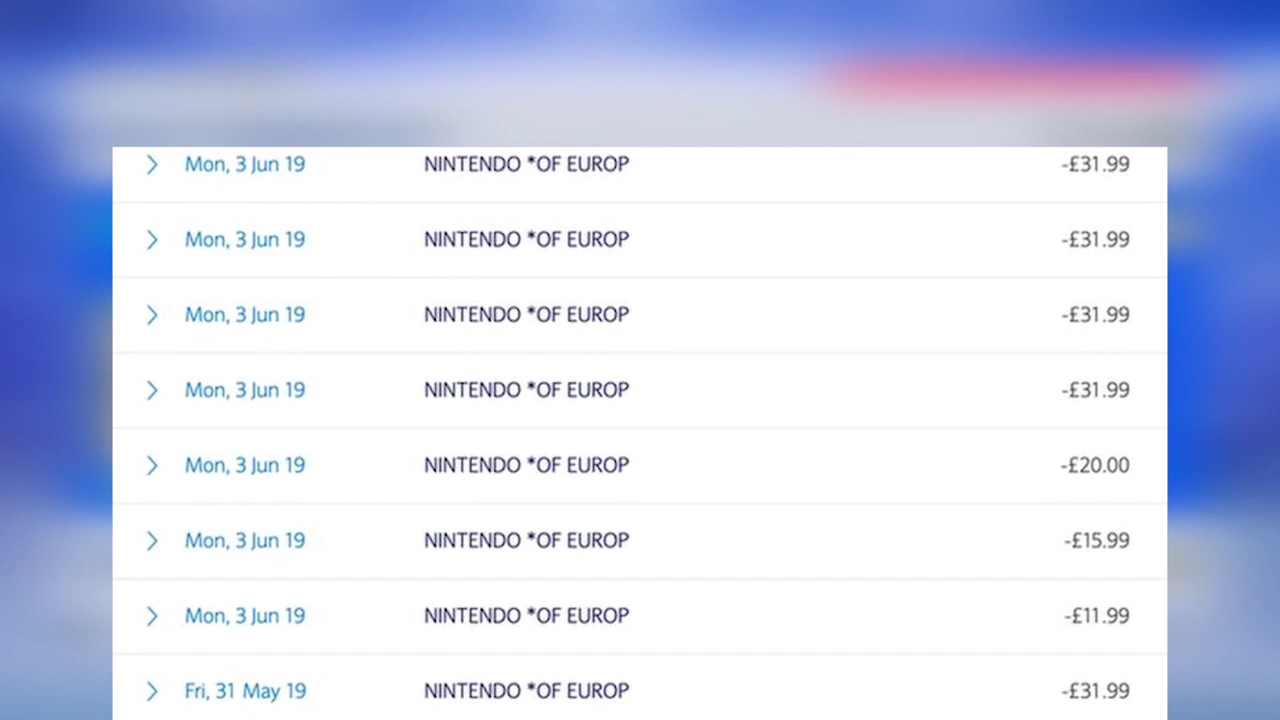 Mon, 3 Jun 19 NINTENDO *OF EUROP -£31.99
Mon, 3 Jun 19 NINTENDO *OF EUROP -£31.99
Mon, 3 Jun 19 NINTENDO *OF EUROP -£31.99
Mon, 3 Jun 19 NINTENDO *OF EUROP -£31.99
Mon, 3 Jun 19 NINTENDO *OF EUROP -£20.00
Mon, 3 Jun 19 NINTENDO *OF EUROP -£15.99
Mon, 3 Jun 19 NINTENDO *OF EUROP -£11.99
Fri, 31 May 19 NINTENDO *OF EUROP -£31.99